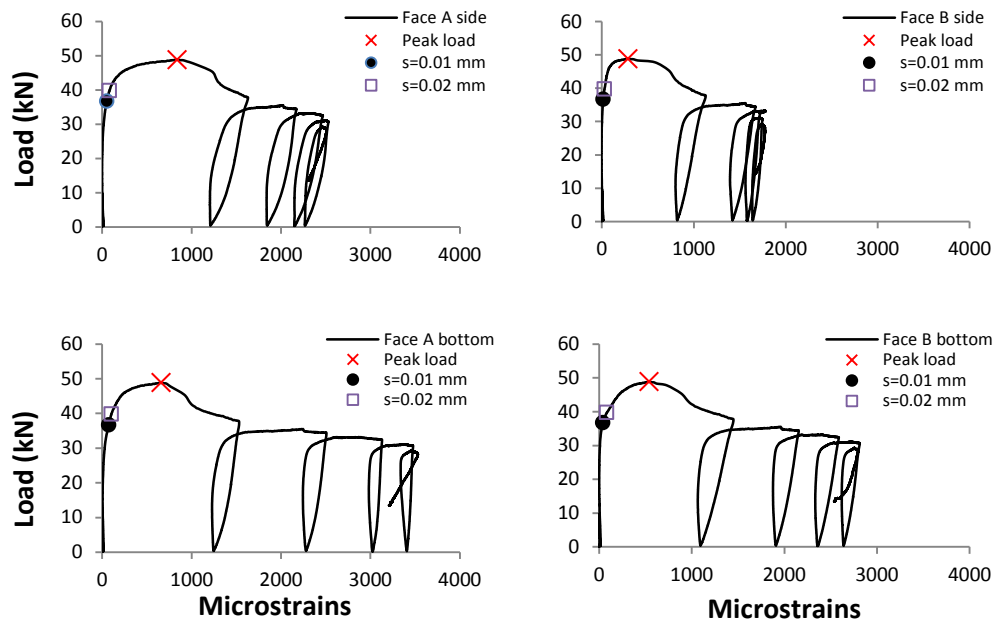 Load (kN)
60
50
40
30
20
10
0
0 1000 2000 3000 4000
Face A side
Peak load
s=0.01 mm
s=0.02 mm
60
50
40
30
20
10
0
0 1000 2000 3000 4000
Face B side
Peak load
s=0.01 mm
s=0.02 mm
Load (kN)
60
50
40
30
20
10
0
0 1000 2000 3000 4000
Microstrains
Face A bottom
Peak load
s=0.01 mm
s=0.02 mm
60
50
40
30
20
10
0
0 1000 2000 3000 4000
Microstrains
Face B bottom
Peak load
s=0.01 mm
s=0.02 mm